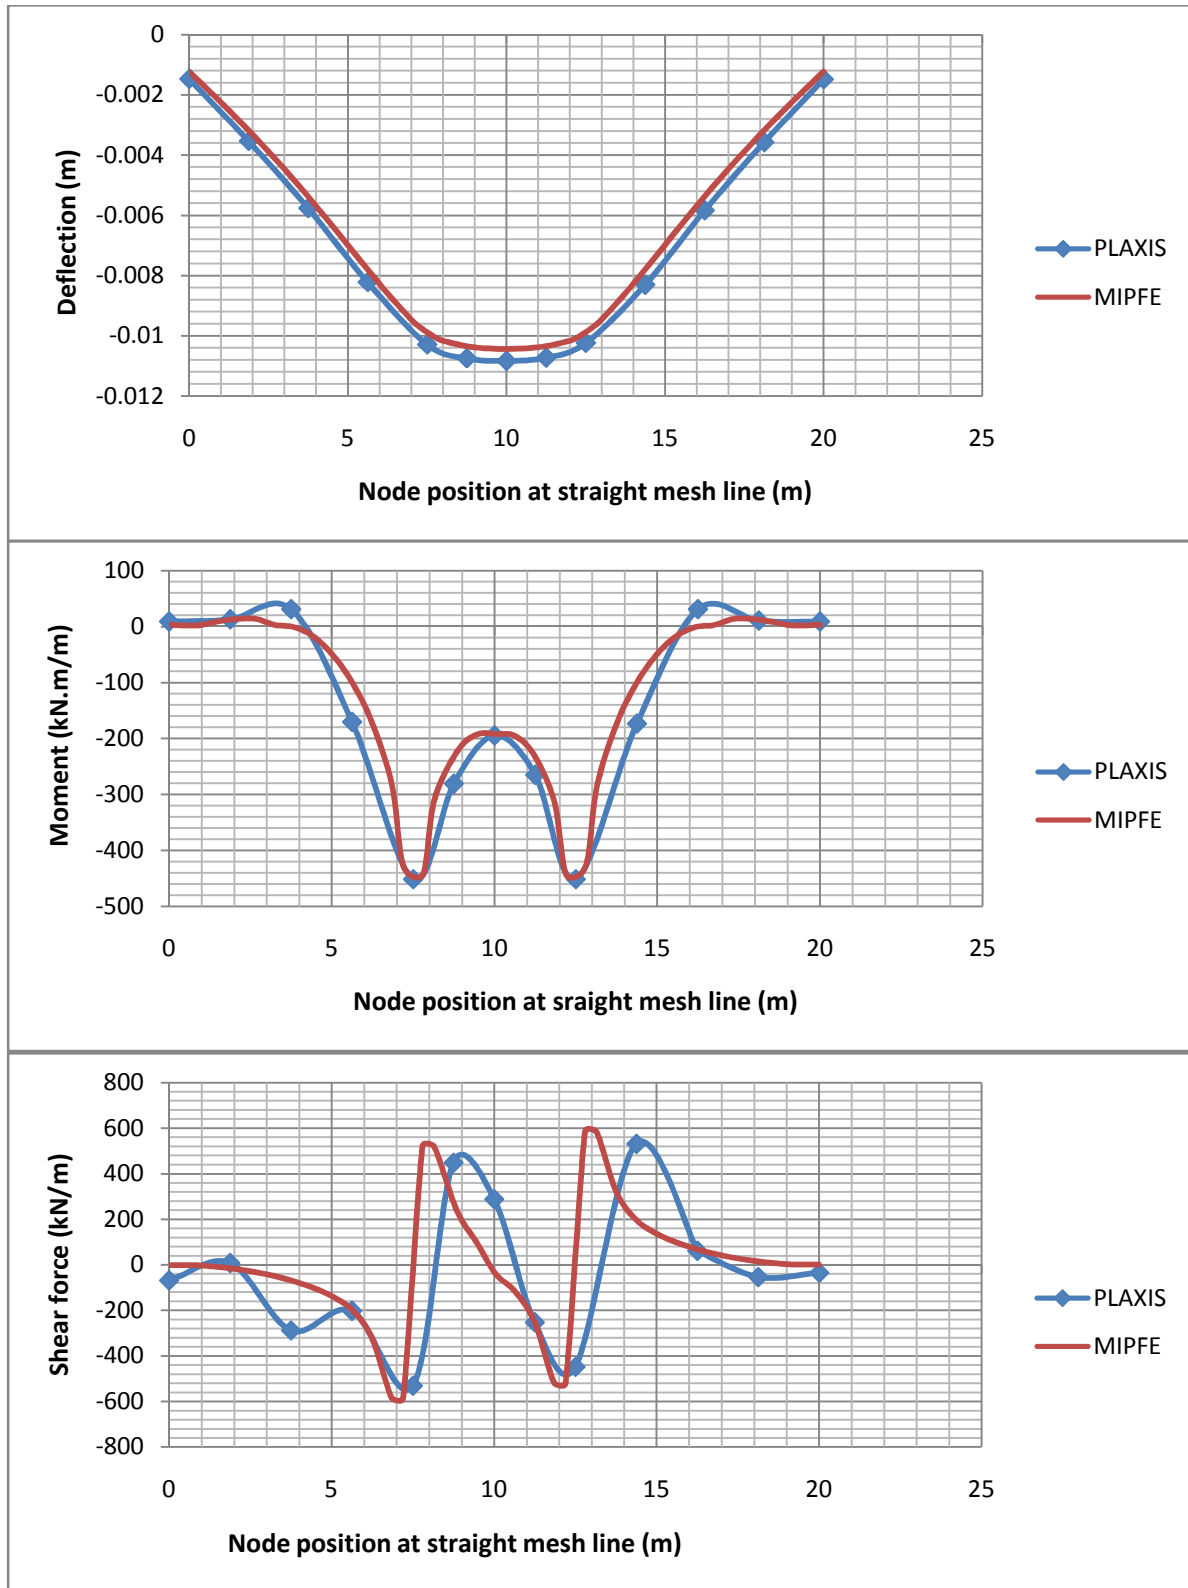 0
-0.002
-0.004
-0.006
-0.008
-0.01
-0.012
Deflection (m)
0 5 10 15 20 25
Node position at straight mesh line (m)
PLAXIS
MIPFE
100
0
-100
-200
-300
-400
-500
Moment (kN.m/m)
0 5 10 15 20 25
Node position at sraight mesh line (m)
PLAXIS
MIPFE
800
600
400
200
0
-200
-400
-600
-800
Shear force (kN/m)
0 5 10 15 20 25
Node position at straight mesh line (m)
PLAXIS
MIPFE